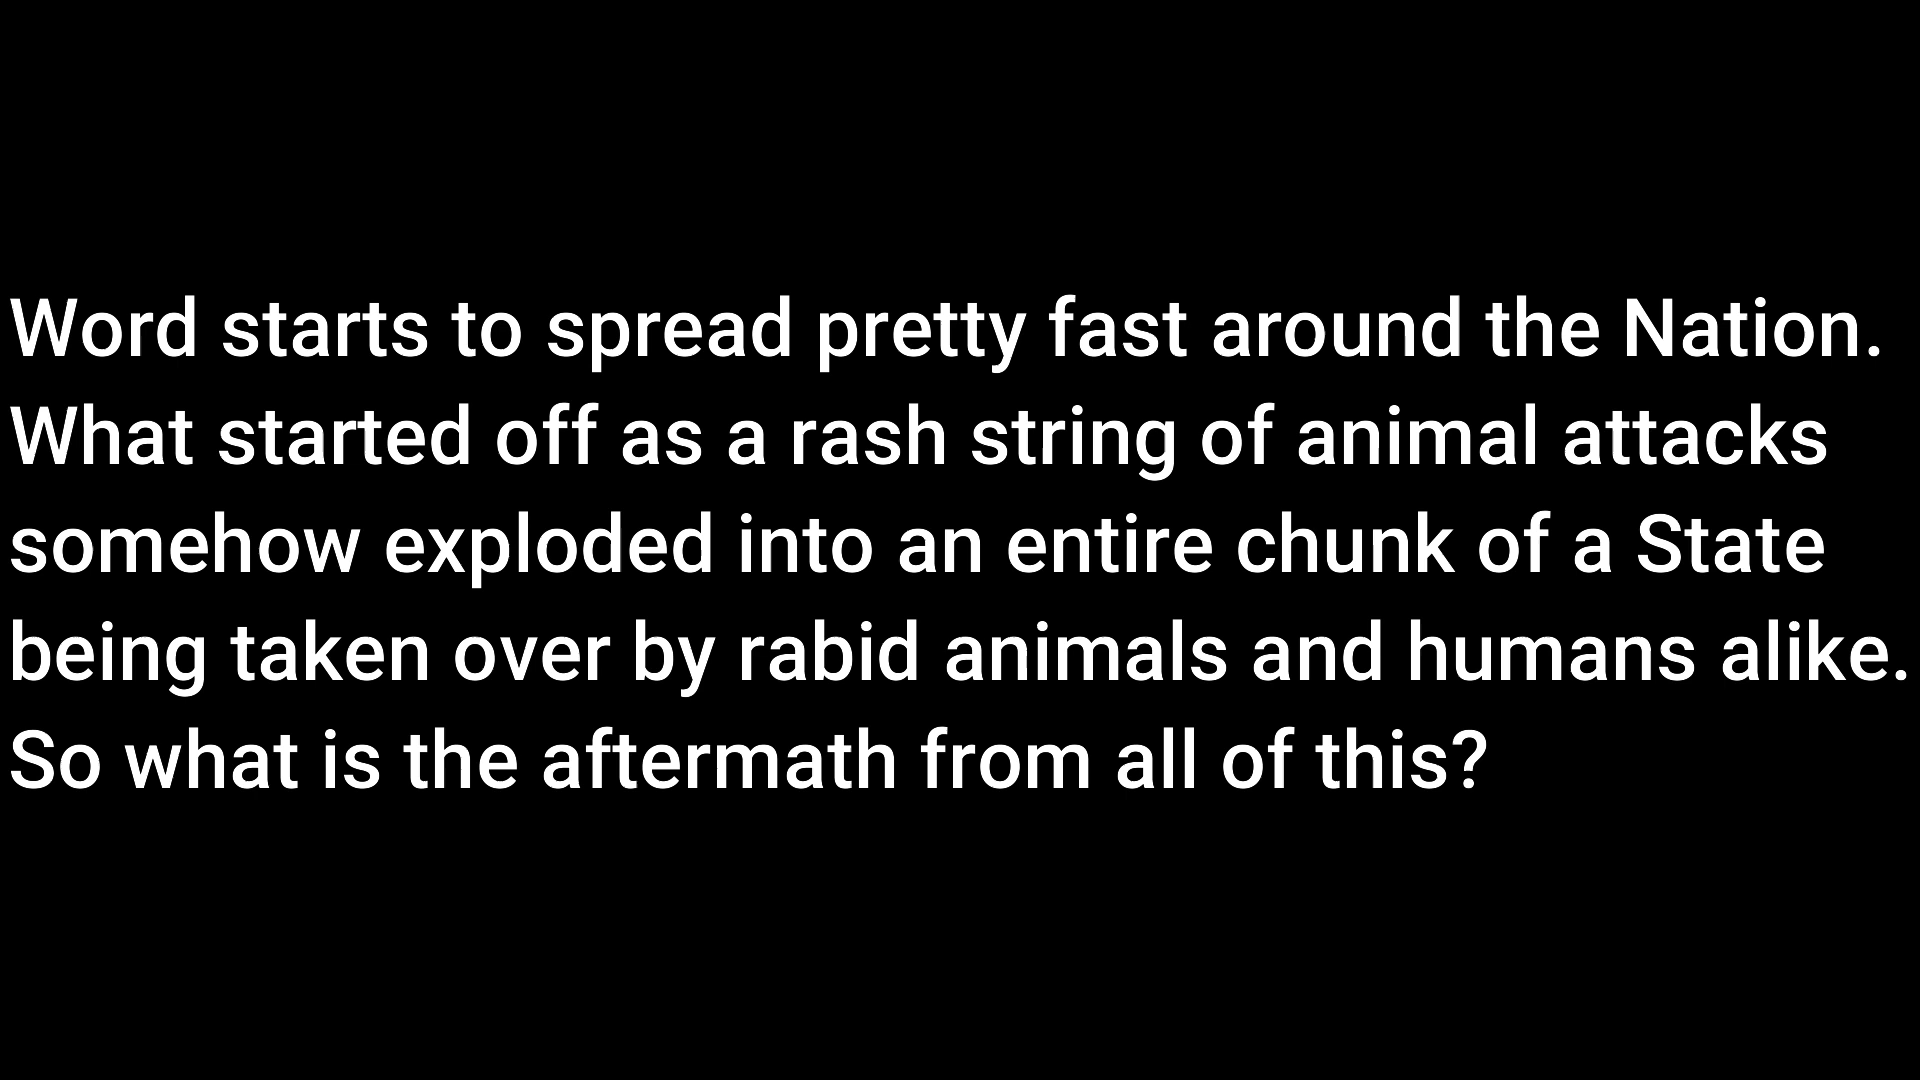 Word starts to spread pretty fast around the Nation.
What started off as a rash string of animal attacks
somehow exploded into an entire chunk of a State
being taken over by rabid animals and humans alike.
So what is the aftermath from all of this?